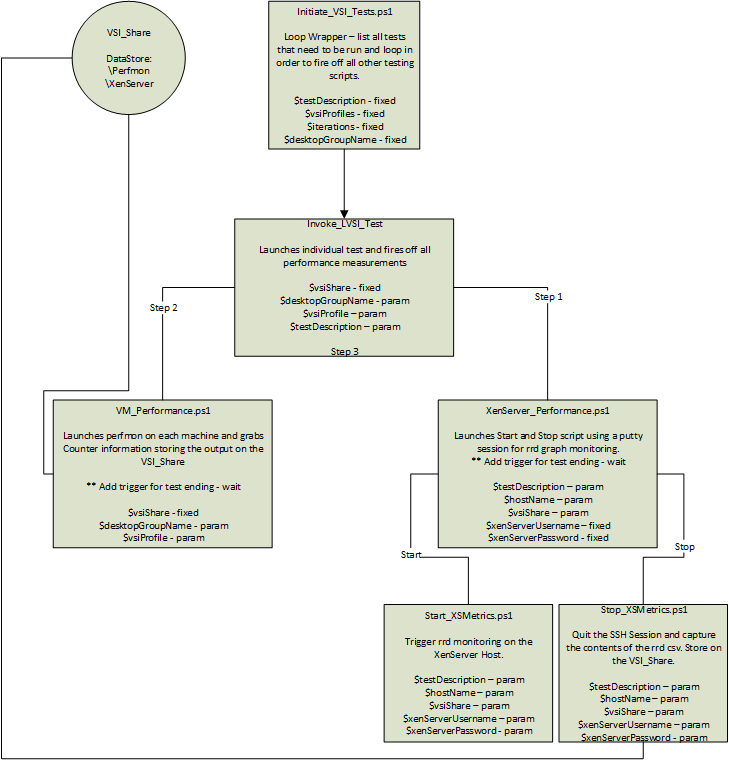 VSI_Share
DataStore:
\Perfmon
\XenServer
Initiate_VSI_Tests.ps1
Loop Wrapper – list all tests
that need to be run and loop in
order to fire off all other testing
scripts.
$testDescription - fixed
$vsiProfiles - fixed
$iterations - fixed
$desktopGroupName - fixed
Invoke_LVSI_Test
Launches individual test and fires off all
performance measurements
$vsiShare - fixed
$desktopGroupName - param
$vsiProfile – param
$testDescription – param
Step 3
Step 2
Step 1
VM_Performance.ps1
Launches perfmon on each machine and grabs
Counter information storing the output on the
VSI_Share
** Add trigger for test ending - wait
$vsiShare - fixed
$desktopGroupName - param
$vsiProfile - param
XenServer_Performance.ps1
Launches Start and Stop script using a putty
session for rrd graph monitoring.
** Add trigger for test ending - wait
$testDescription – param
$hostName – param
$vsiShare – param
$xenServerUsername – fixed
$xenServerPassword - fixed
Start
Stop
Start_XSMetrics.ps1
Trigger rrd monitoring on the
XenServer Host.
$testDescription – param
$hostName – param
$vsiShare – param
$xenServerUsername – param
$xenServerPassword - param
Stop_XSMetrics.ps1
Quit the SSH Session and capture
the contents of the rrd csv. Store on
the VSI_Share.
$testDescription – param
$hostName – param
$vsiShare – param
$xenServerUsername – param
$xenServerPassword - param